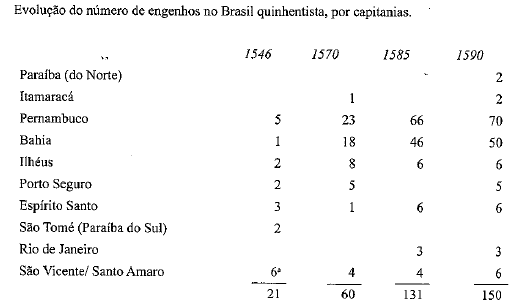 Evolução do número de engenhos no Brasil quinhentista, por capitanias.
1546 1570 1585 1590
Paraíba (do Norte) 2
Itamaracá 1 2
Pernambuco 5 23 66 70
Bahia 1 18 46 50
Ilhéus 2 8 6 6
Porto Seguro 2 5 5
Espírito Santo 3 1 6 6
São Tomé (Paraíba do Sul) 2
Rio de Janeiro 3 3
São Vicente/ Santo Amaro 6ª 4 4 6
21 60 131 150